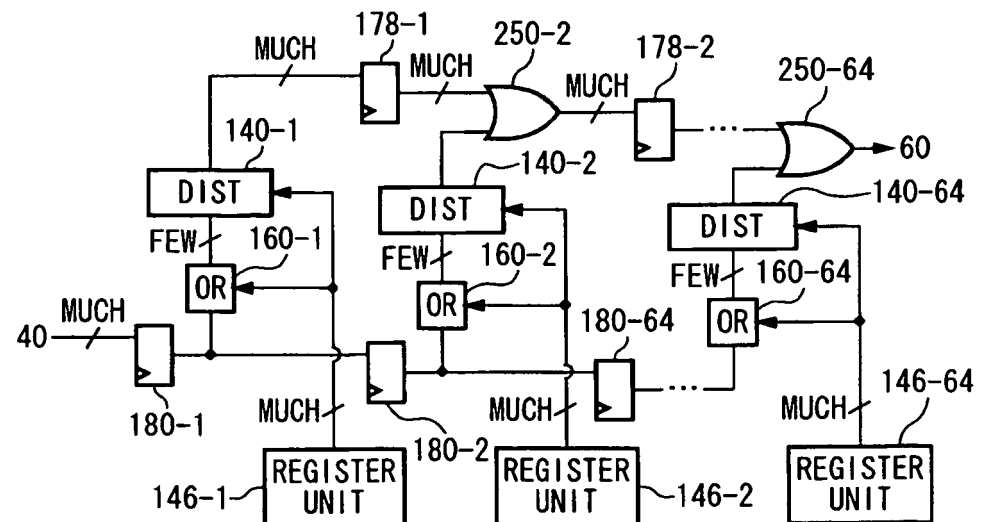 178-1
MUCH
MUCH
250-2
MUCH
178-2
250-64
60
140-1
DIST
140-2
DIST
140-64
DIST
FEW
160-1
OR
FEW
160-2
OR
FEW
160-64
OR
40
MUCH
180-1
180-2
180-64
MUCH
MUCH
MUCH
146-64
REGISTER
UNIT
146-1
REGISTER
UNIT
146-2
REGISTER
UNIT